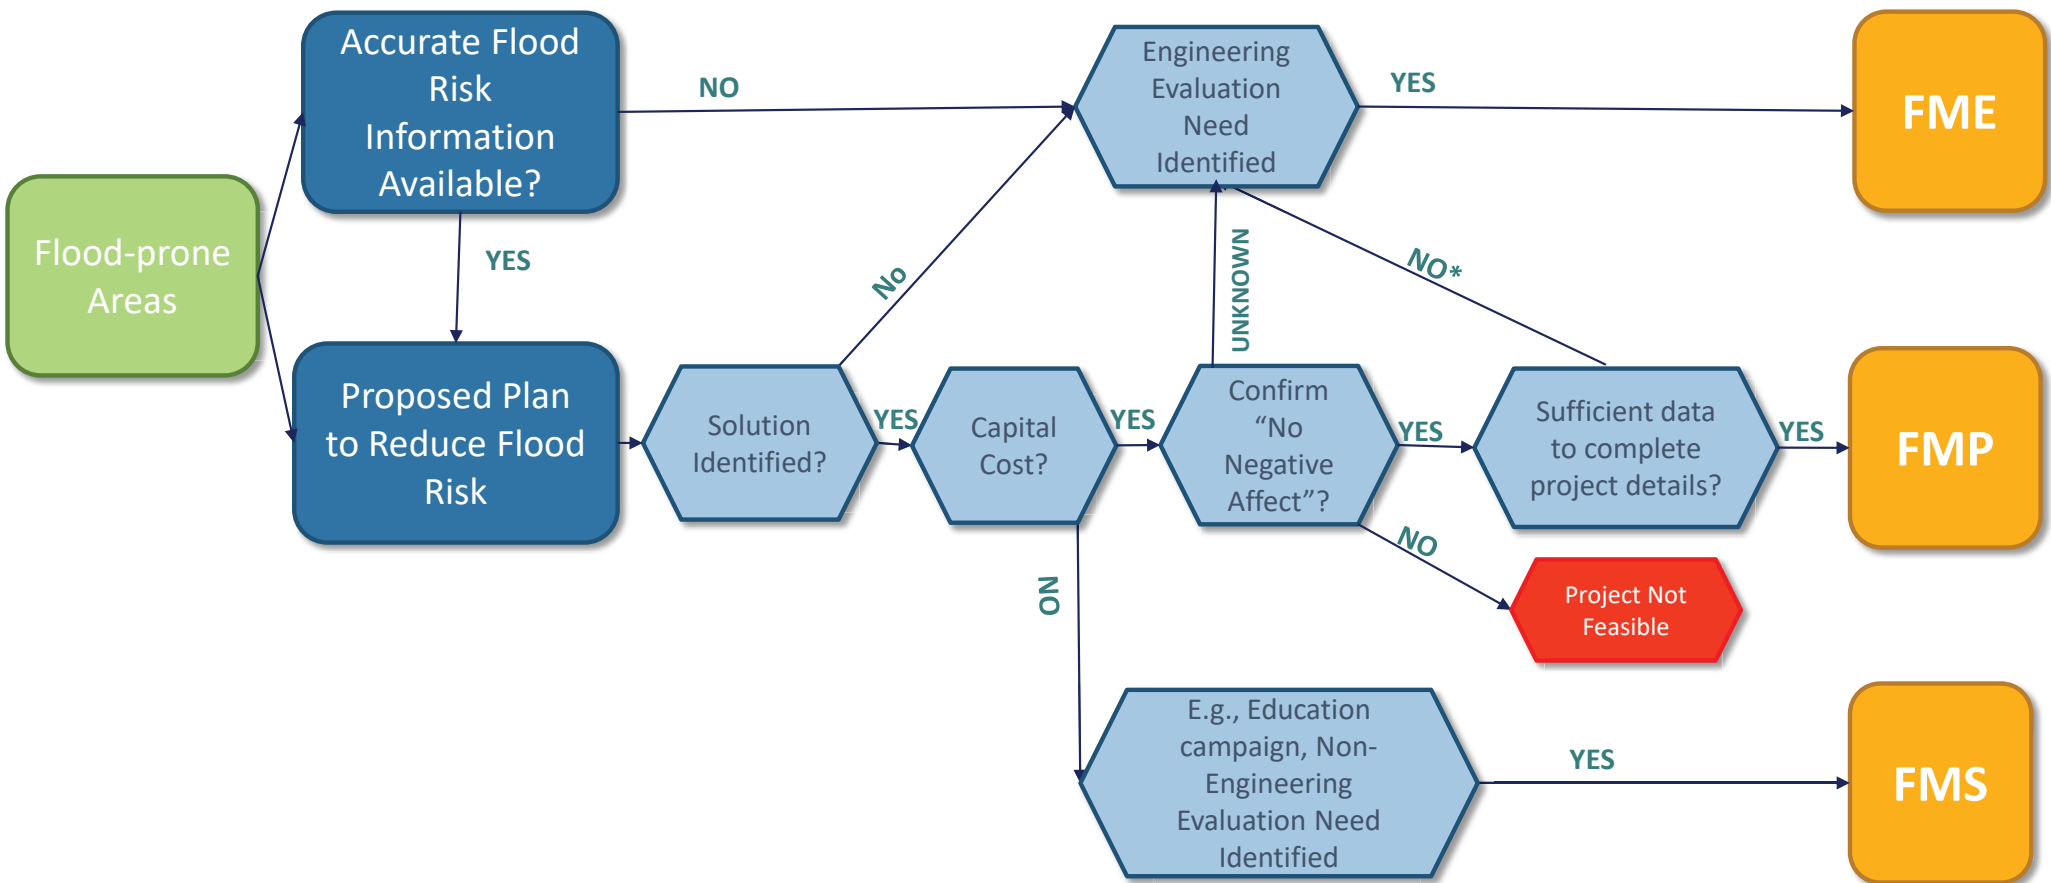 Accurate Flood
Risk
Information
Available?
NO
Engineering
Evaluation
Need
Identified
YES
FME
Flood-prone
Areas
YES
No
UNKNOWN
NO*
Proposed Plan
to Reduce Flood
Risk
Solution
Identified?
YES
Capital
Cost?
YES
Confirm
“No
Negative
Affect”?
YES
Sufficient data
to complete
project details?
YES
FMP
NO
NO
Project Not
Feasible
E.g., Education
campaign, Non-
Engineering
Evaluation Need
Identified
YES
FMS